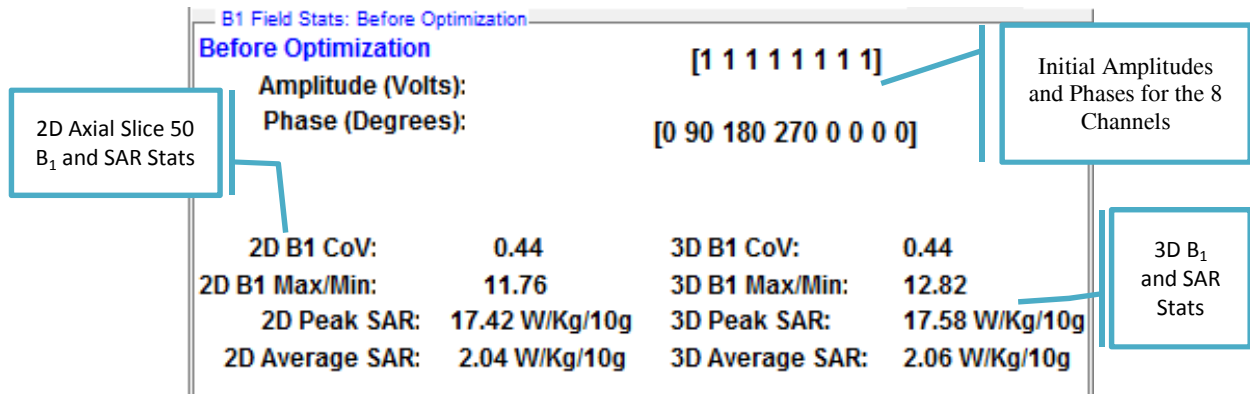 B1 Field Stats: Before Optimization
Before Optimization
[1 1 1 1 1 1 1 1]
Amplitude (Volts):
Phase (Degrees):
[0 90 180 270 0 0 0 0]
Initial Amplitudes
and Phases for the 8
Channels
2D Axial Slice 50
B₁ and SAR Stats
2D B1 CoV: 0.44 3D B1 CoV: 0.44
2D B1 Max/Min: 11.76 3D B1 Max/Min: 12.82
2D Peak SAR: 17.42 W/Kg/10g 3D Peak SAR: 17.58 W/Kg/10g
2D Average SAR: 2.04 W/Kg/10g 3D Average SAR: 2.06 W/Kg/10g
3D B₁
and SAR
Stats